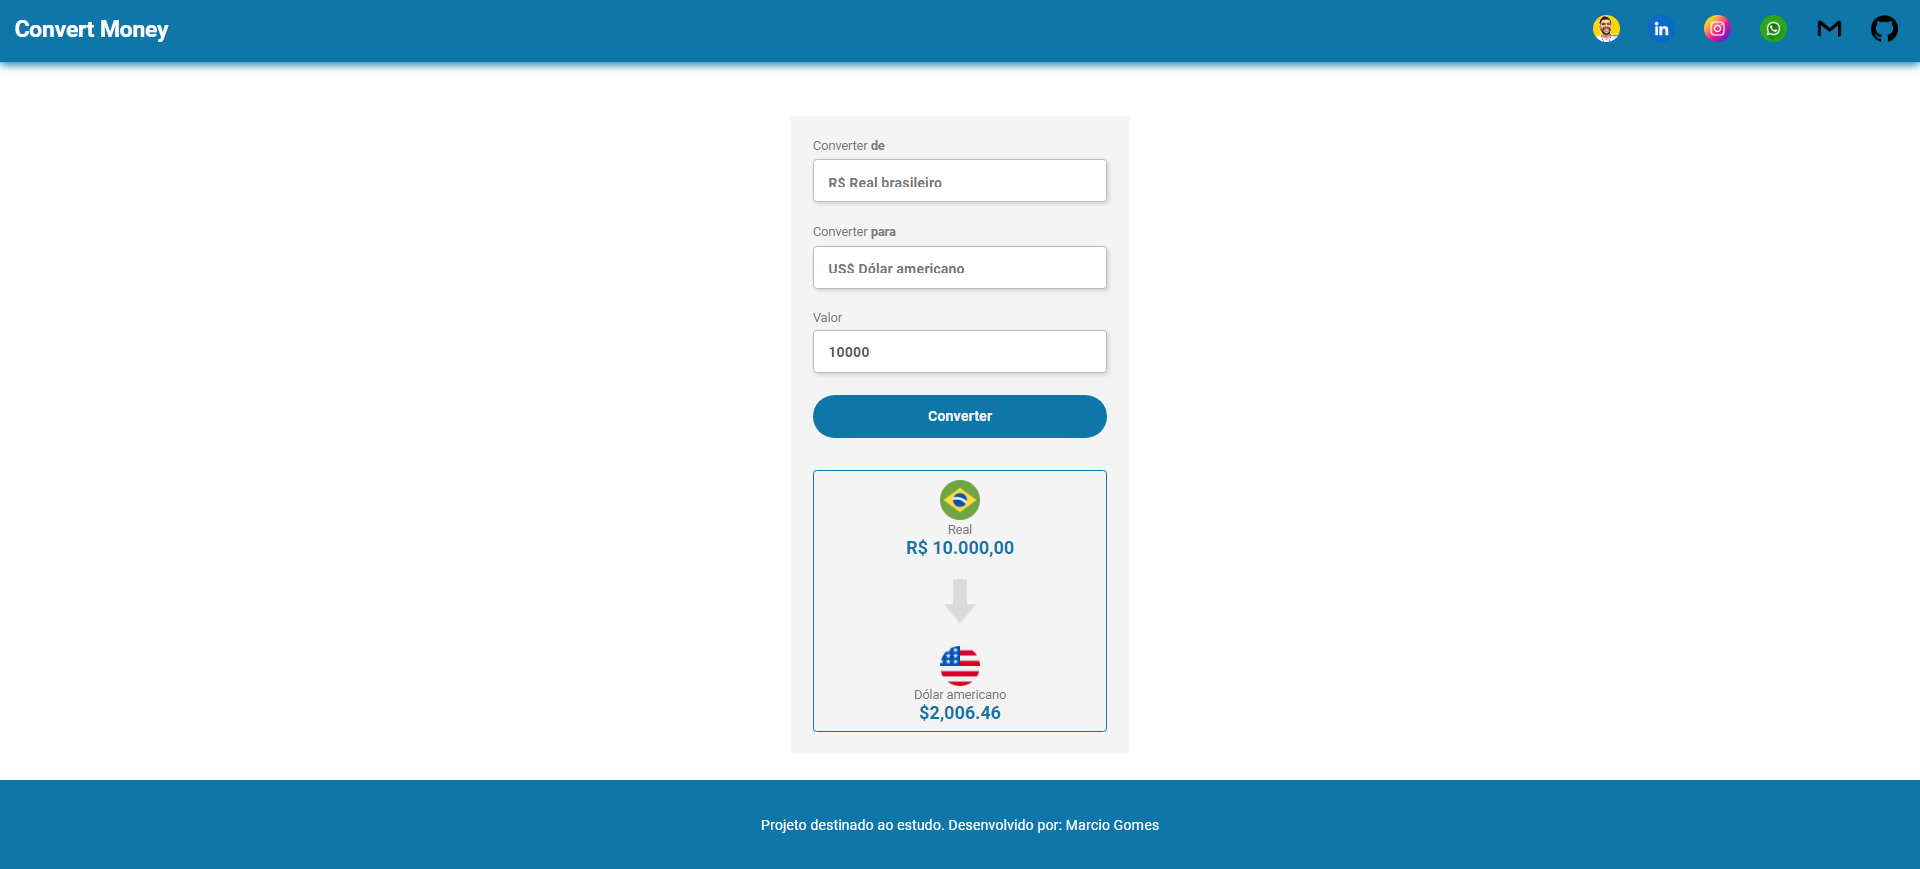 Convert Money
Converter de
R$ Real brasileiro
Converter para
US$ Dólar americano
Valor
10000
Converter
Real
R$ 10.000,00
Dólar americano
$2,006.46
Projeto destinado ao estudo. Desenvolvido por: Marcio Gomes